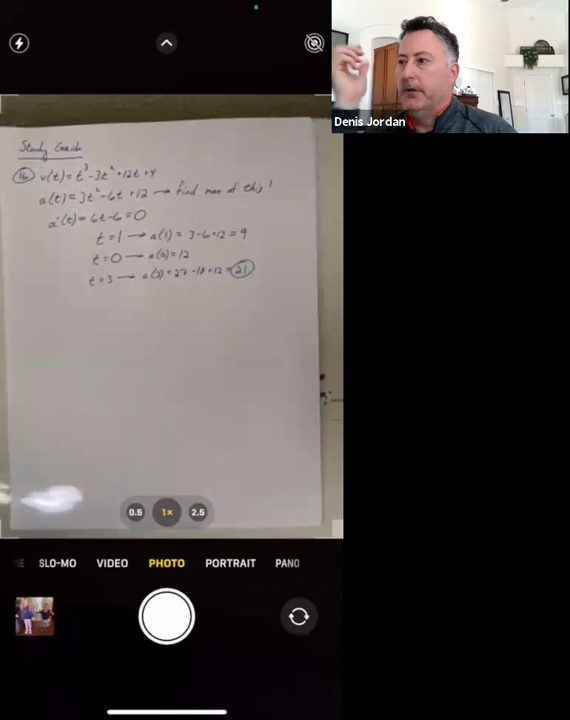 Denis Jordan
Study Guide
16 v(t) = t³ - 3t² + 12t + 4
a(t) = 3t² - 6t + 12 → find max of this!
a'(t) = 6t - 6 = 0
t = 1 → a(1) = 3 - 6 + 12 = 9
t = 0 → a(0) = 12
t = 3 → a(3) = 27 - 18 + 12 = 21
0.5 1× 2.5
SLO-MO VIDEO PHOTO PORTRAIT PANO